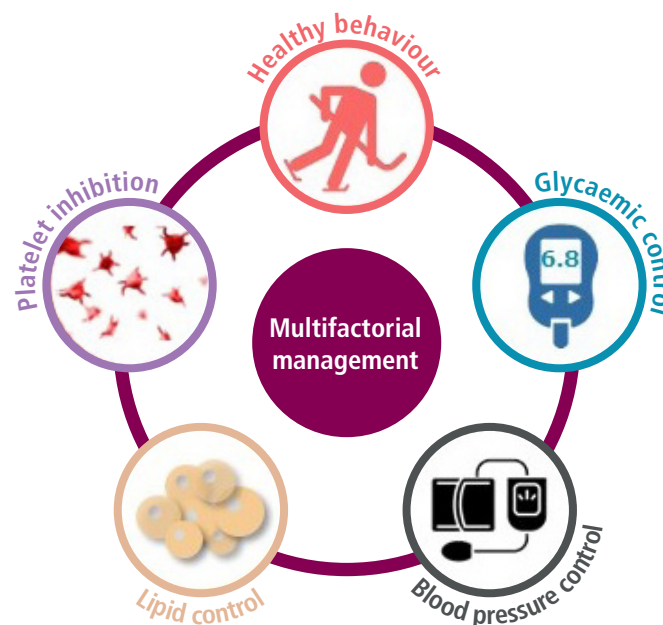 Healthy behaviour
Glycaemic control
6.8
Platelet inhibition
Multifactorial
management
Lipid control
Blood pressure control